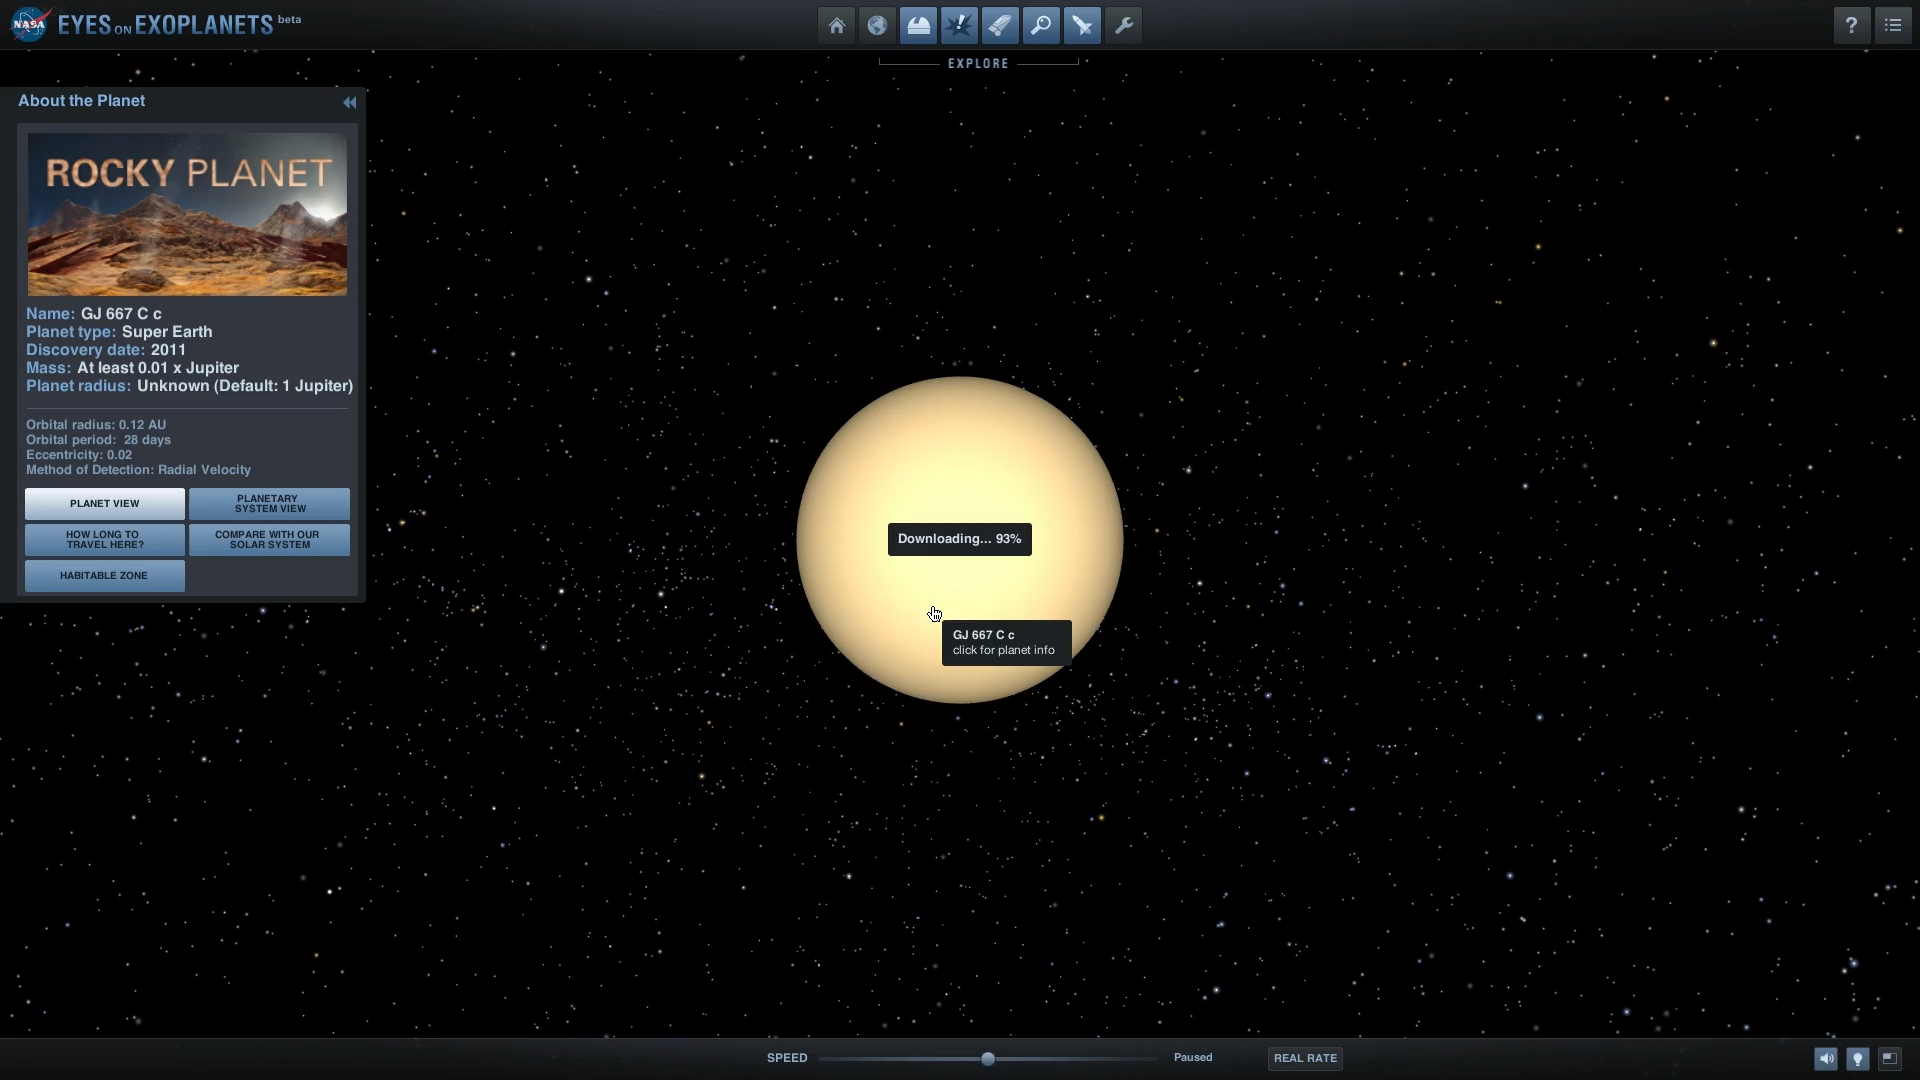 NASA
EYES ON EXOPLANETS beta
?
EXPLORE
About the Planet
ROCKY PLANET
Name: GJ 667 C c
Planet type: Super Earth
Discovery date: 2011
Mass: At least 0.01 x Jupiter
Planet radius: Unknown (Default: 1 Jupiter)
Orbital radius: 0.12 AU
Orbital period: 28 days
Eccentricity: 0.02
Method of Detection: Radial Velocity
PLANET VIEW
PLANETARY
SYSTEM VIEW
HOW LONG TO
TRAVEL HERE?
COMPARE WITH OUR
SOLAR SYSTEM
HABITABLE ZONE
Downloading... 93%
GJ 667 C c
click for planet info
SPEED
Paused
REAL RATE